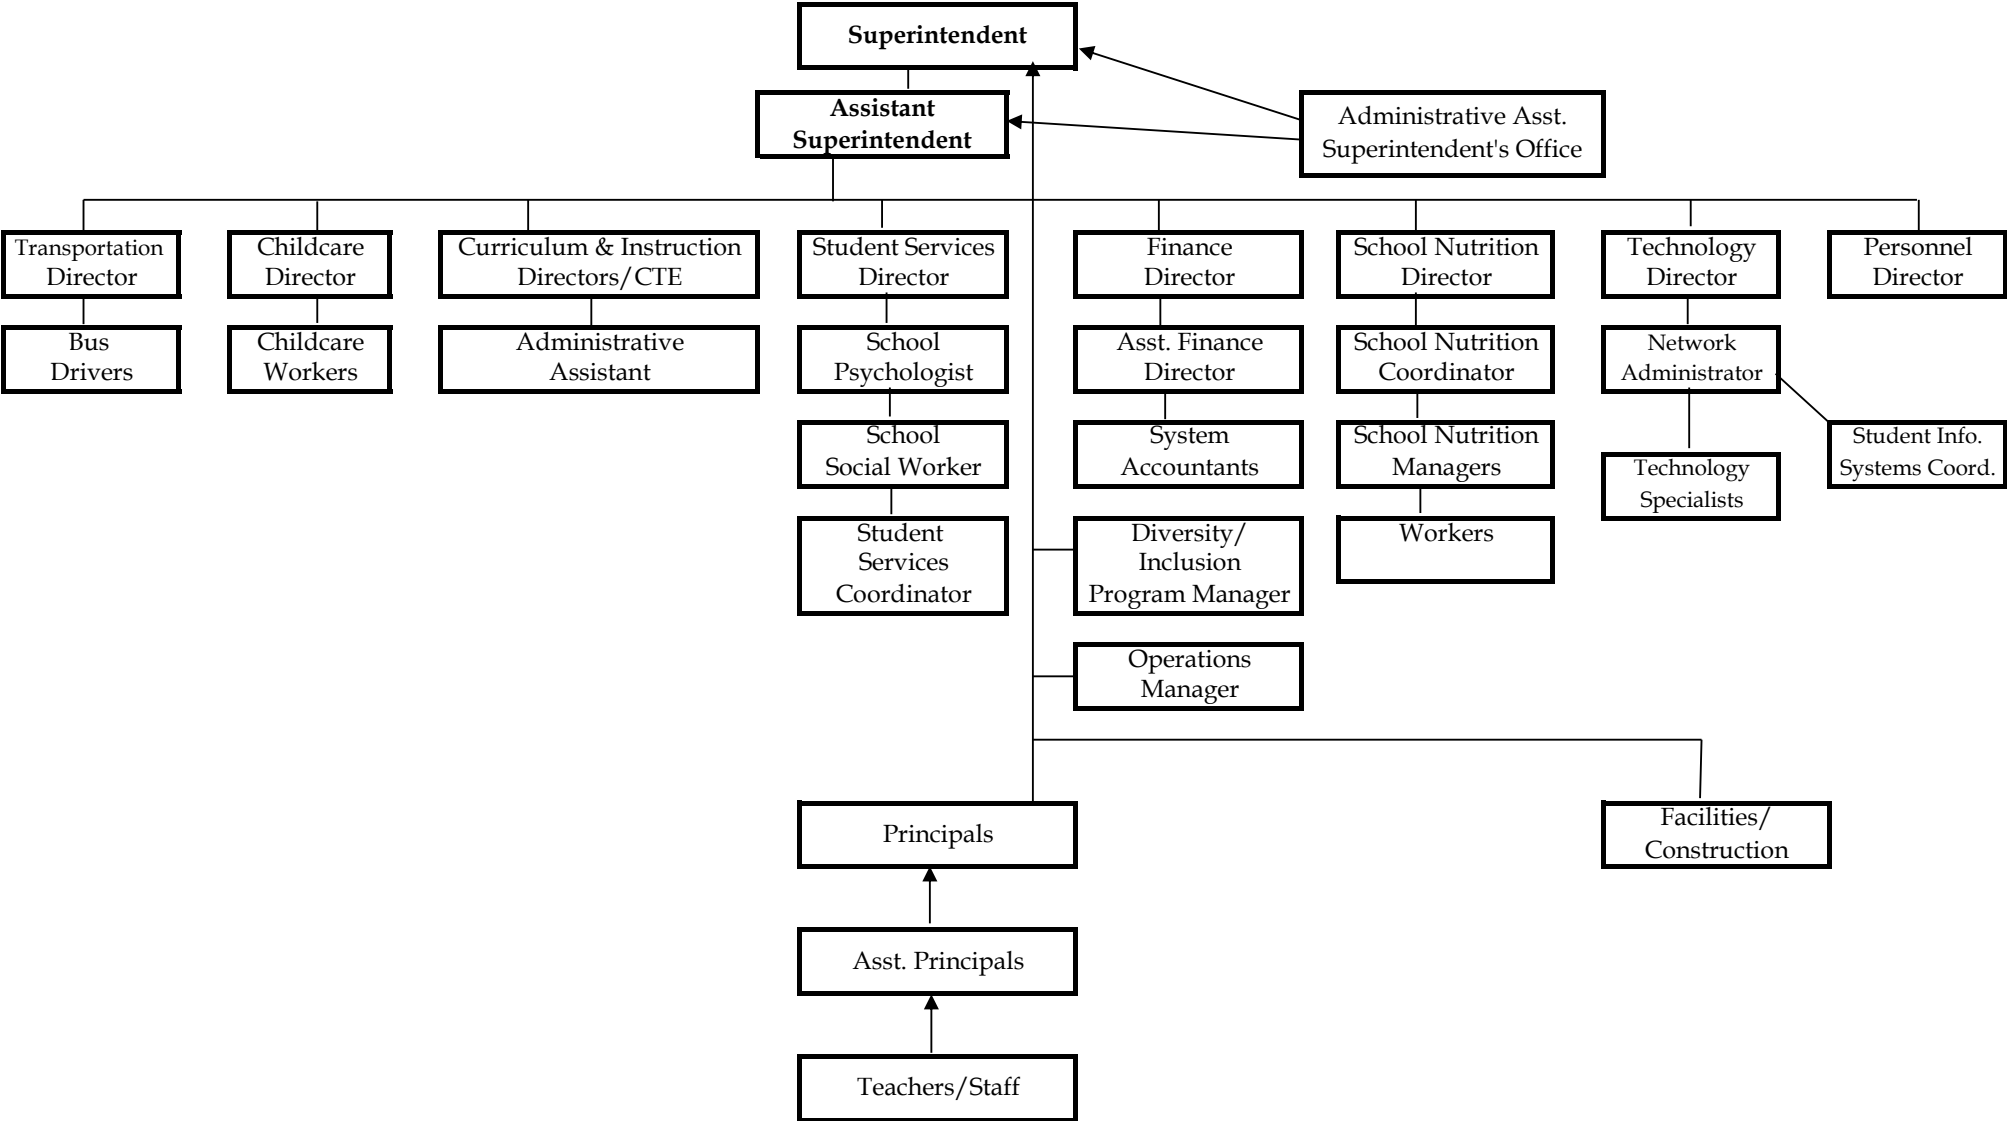 Superintendent
Assistant
Superintendent
Administrative Asst.
Superintendent's Office
Transportation
Director
Childcare
Director
Curriculum & Instruction
Directors/CTE
Student Services
Director
Finance
Director
School Nutrition
Director
Technology
Director
Personnel
Director
Bus
Drivers
Childcare
Workers
Administrative
Assistant
School
Psychologist
Asst. Finance
Director
School Nutrition
Coordinator
Network
Administrator
School
Social Worker
System
Accountants
School Nutrition
Managers
Technology
Specialists
Student Info.
Systems Coord.
Student
Services
Coordinator
Diversity/
Inclusion
Program Manager
Workers
Operations
Manager
Principals
Facilities/
Construction
Asst. Principals
Teachers/Staff